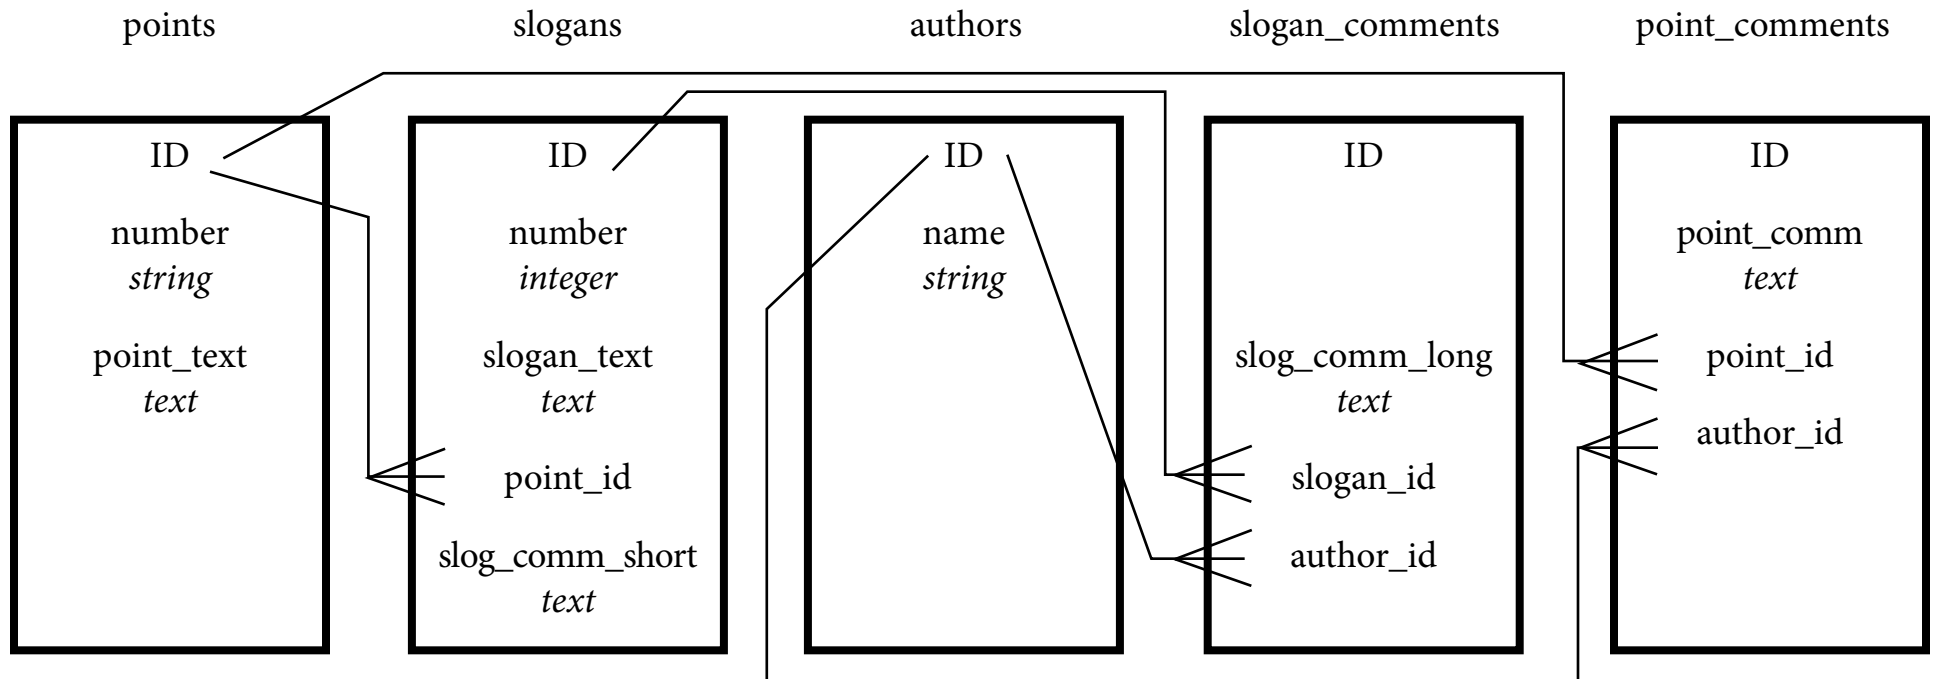 points
slogans
authors
slogan_comments
point_comments
ID
number
string
point_text
text
ID
number
integer
slogan_text
text
point_id
slog_comm_short
text
ID
name
string
ID
slog_comm_long
text
slogan_id
author_id
ID
point_comm
text
point_id
author_id